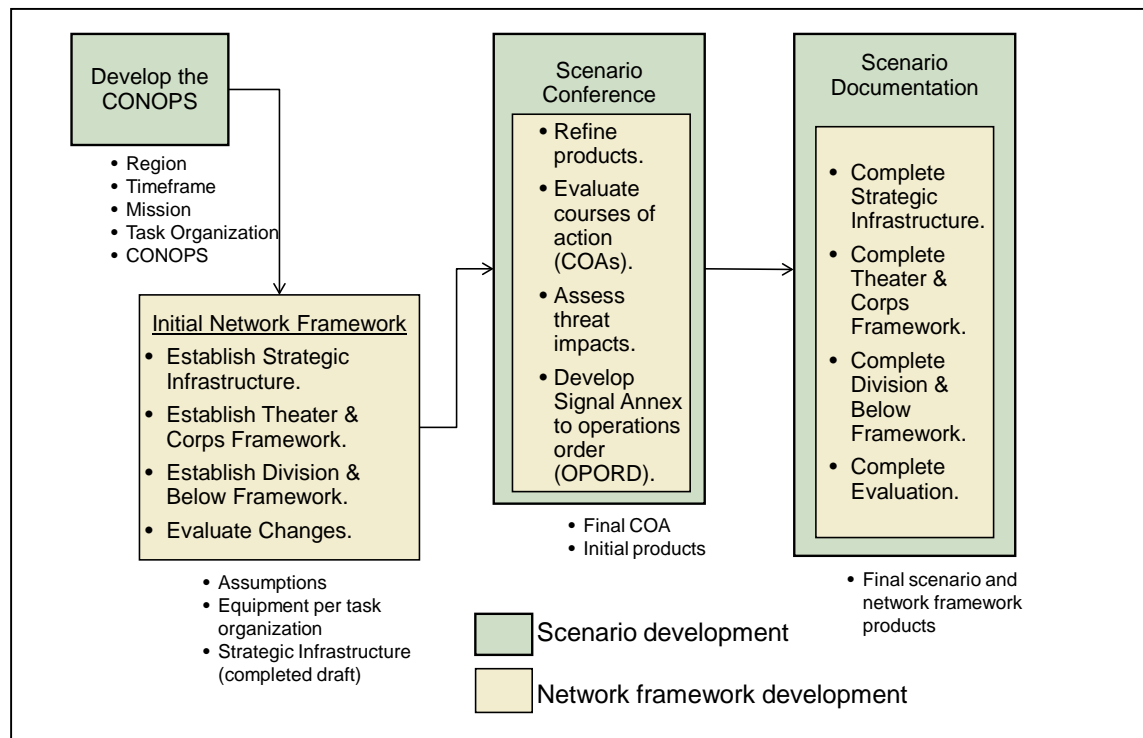 Develop the
CONOPS
• Region
• Timeframe
• Mission
• Task Organization
• CONOPS
Initial Network Framework
• Establish Strategic
Infrastructure.
• Establish Theater &
Corps Framework.
• Establish Division &
Below Framework.
• Evaluate Changes.
• Assumptions
• Equipment per task
organization
• Strategic Infrastructure
(completed draft)
Scenario
Conference
• Refine
products.
• Evaluate
courses of
action
(COAs).
• Assess
threat
impacts.
• Develop
Signal Annex
to operations
order
(OPORD).
• Final COA
• Initial products
Scenario
Documentation
• Complete
Strategic
Infrastructure.
• Complete
Theater &
Corps
Framework.
• Complete
Division &
Below
Framework.
• Complete
Evaluation.
• Final scenario and
network framework
products
Scenario development
Network framework development